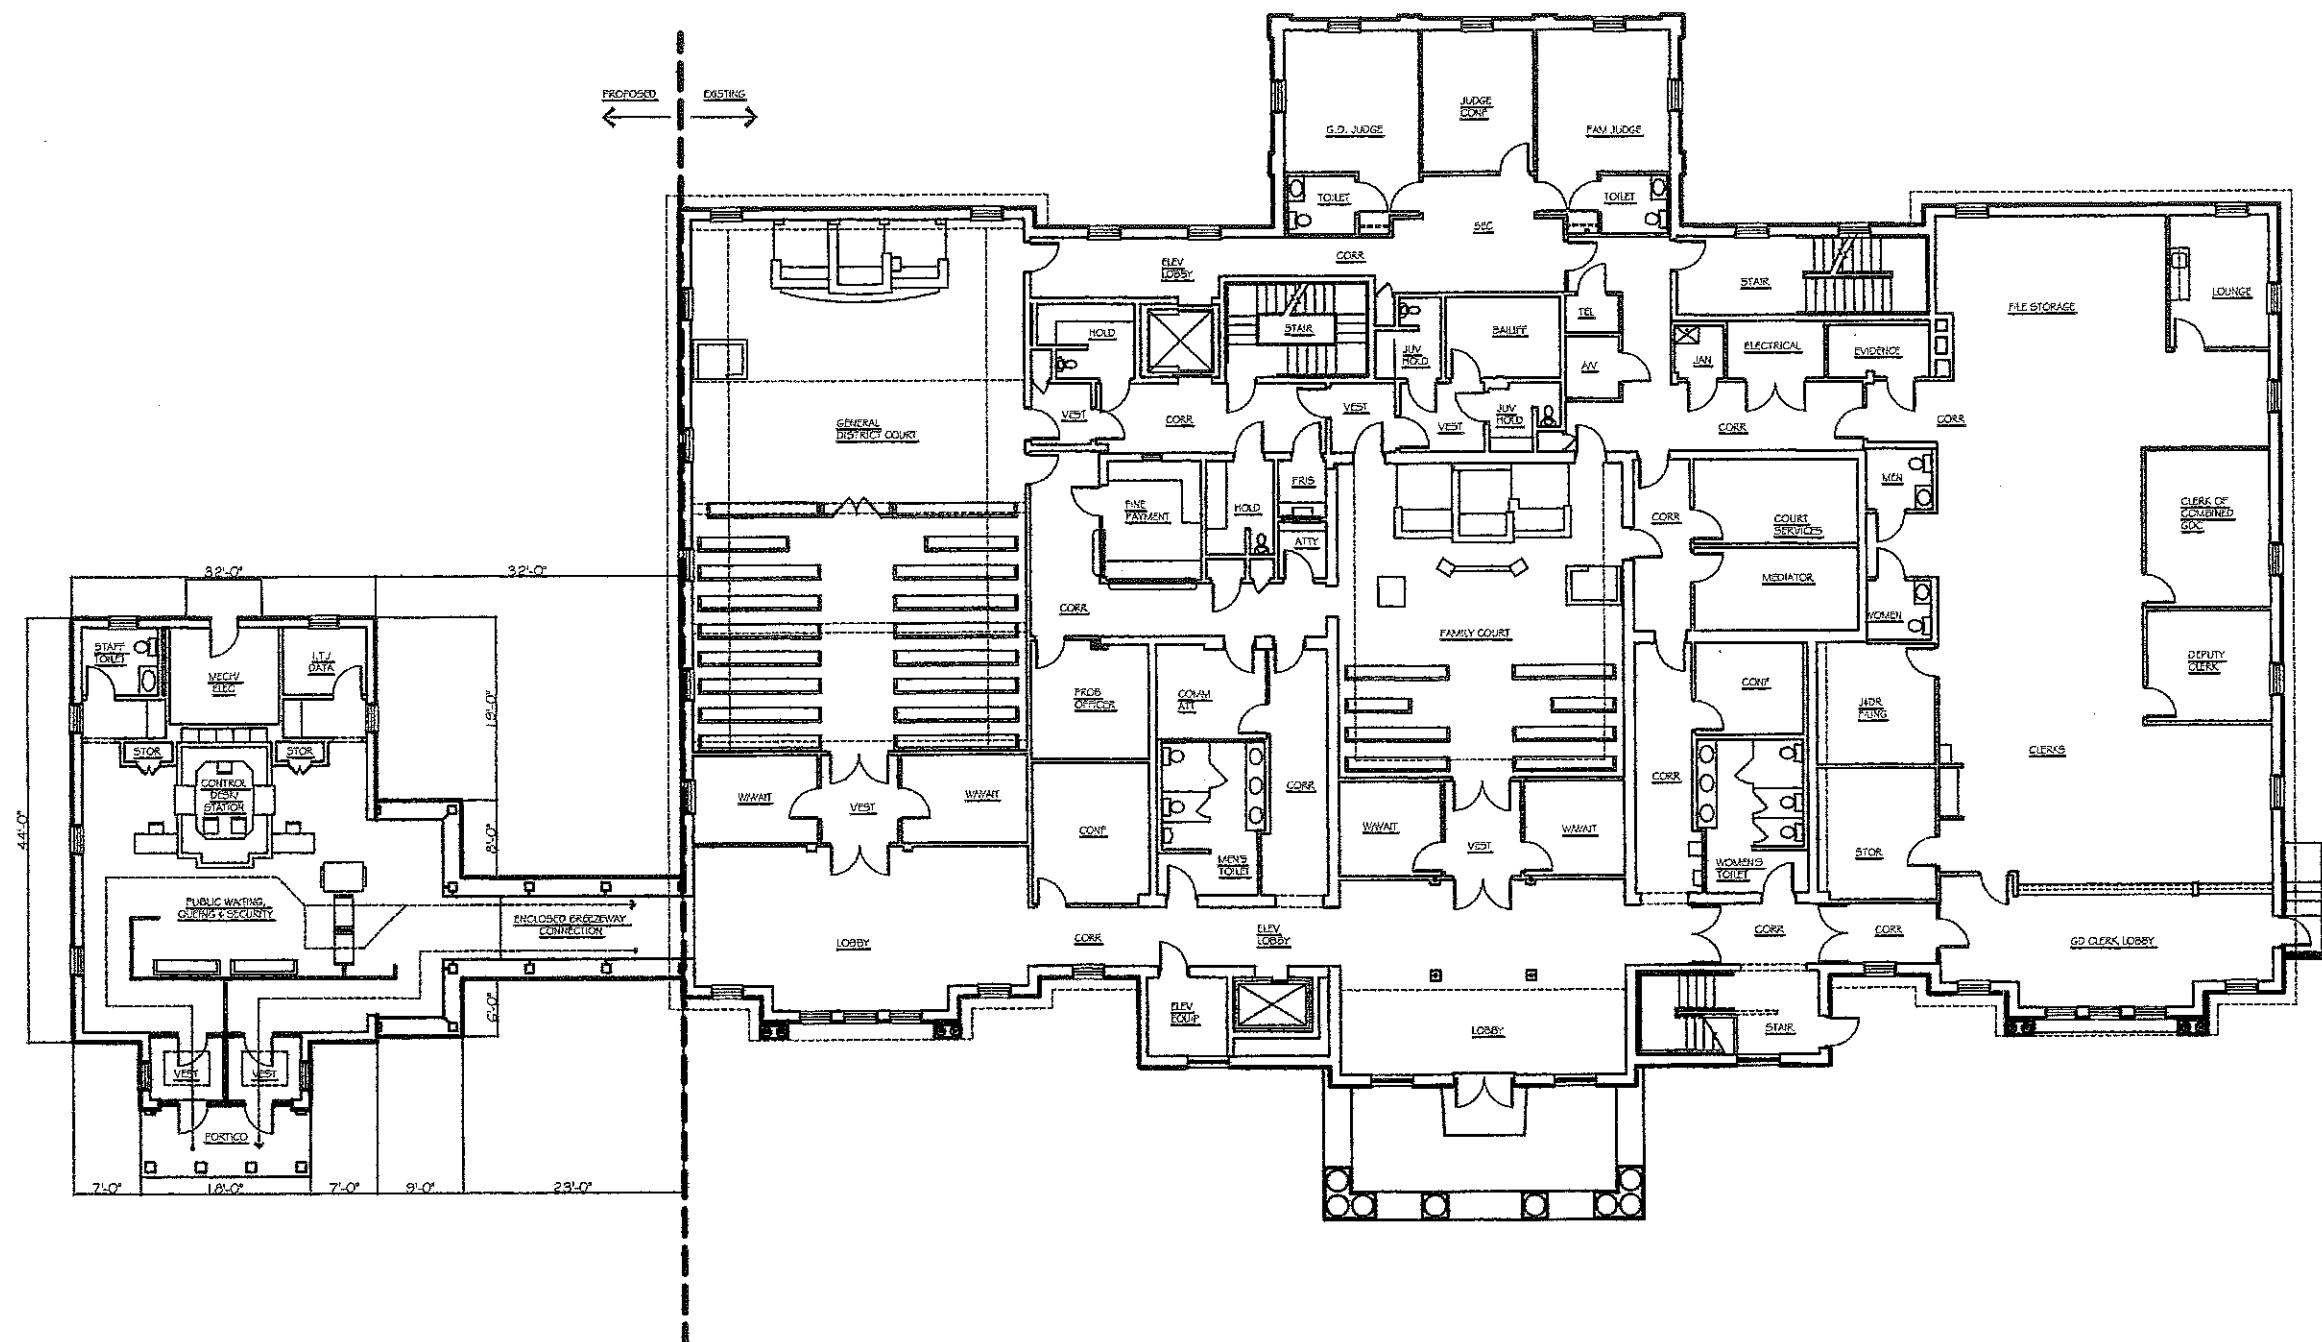 PROPOSED
EXISTING
G.D. JUDGE
JUDGE
CONF
FAM JUDGE
TOILET
TOILET
SEC
ELEV
LOBBY
CORR
STAIR
FILE STORAGE
LOUNGE
HOLD
STAIR
JUV
HOLD
BAILIFF
TEL
A/V
JAN
ELECTRICAL
EVIDENCE
GENERAL
DISTRICT COURT
VEST
CORR
VEST
VEST
JUV
HOLD
CORR
CORR
FINE
PAYMENT
HOLD
PRIS
ATTY
CORR
COURT
SERVICES
MEN
CLERK OF
COMBINED
GDC
MEDIATOR
CORR
FAMILY COURT
WOMEN
DEPUTY
CLERK
32'-0"
32'-0"
STAFF
TOILET
MECH/
ELEC
I.T./
DATA
19'-0"
PROB
OFFICER
COMM
ATT
CONF
J&DR
FILING
STOR
STOR
CONTROL
DESK/
STATION
44'-0"
8'-0"
W/WAIT
VEST
W/WAIT
CONF
CORR
MEN'S
TOILET
W/WAIT
VEST
W/WAIT
CORR
WOMEN'S
TOILET
STOR
CLERKS
PUBLIC WAITING,
QUEING & SECURITY
ENCLOSED BREEZEWAY
CONNECTION
LOBBY
CORR
ELEV
LOBBY
CORR
CORR
GD CLERK LOBBY
6'-0"
ELEV
EQUIP
LOBBY
STAIR
VEST
VEST
PORTICO
7'-0"
18'-0"
7'-0"
9'-0"
23'-0"